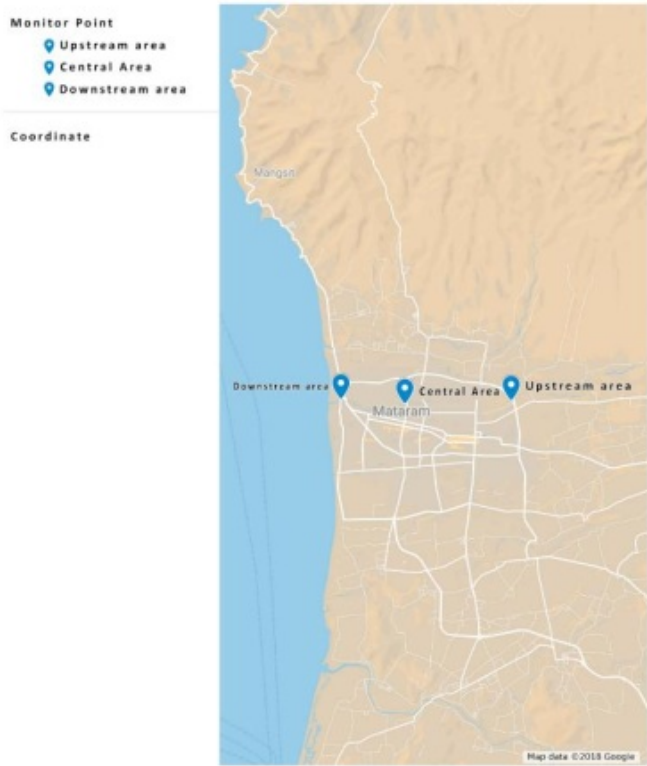 Monitor Point
Upstream area
Central Area
Downstream area
Coordinate
Mangsit
Downstream area
Central Area
Upstream area
Mataram
Map data ©2018 Google